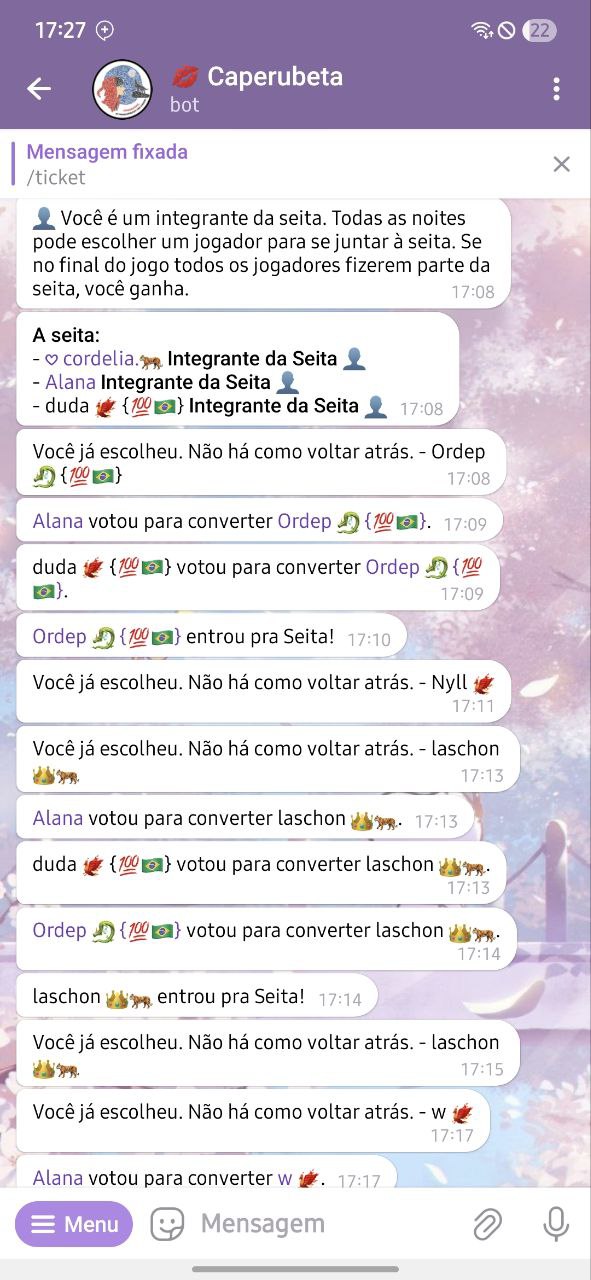 17:27
22
💋 Caperubeta
bot
Mensagem fixada
/ticket
👤 Você é um integrante da seita. Todas as noites
pode escolher um jogador para se juntar à seita. Se
no final do jogo todos os jogadores fizerem parte da
seita, você ganha.
17:08
A seita:
- ♡ cordelia.🐅 Integrante da Seita 👤
- Alana Integrante da Seita 👤
- duda 🐦‍🔥 {💯🇧🇷} Integrante da Seita 👤 17:08
Você já escolheu. Não há como voltar atrás. - Ordep
🐉 {💯🇧🇷}
17:08
Alana votou para converter Ordep 🐉 {💯🇧🇷}. 17:09
duda 🐦‍🔥 {💯🇧🇷} votou para converter Ordep 🐉 {💯
🇧🇷}.
17:09
Ordep 🐉 {💯🇧🇷} entrou pra Seita! 17:10
Você já escolheu. Não há como voltar atrás. - Nyll 🐦‍🔥
17:11
Você já escolheu. Não há como voltar atrás. - laschon
👑🐅
17:13
Alana votou para converter laschon 👑🐅. 17:13
duda 🐦‍🔥 {💯🇧🇷} votou para converter laschon 👑🐅.
17:13
Ordep 🐉 {💯🇧🇷} votou para converter laschon 👑🐅.
17:14
laschon 👑🐅 entrou pra Seita! 17:14
Você já escolheu. Não há como voltar atrás. - laschon
👑🐅
17:15
Você já escolheu. Não há como voltar atrás. - w 🐦‍🔥
17:17
Alana votou para converter w 🐦‍🔥. 17:17
Menu
Mensagem